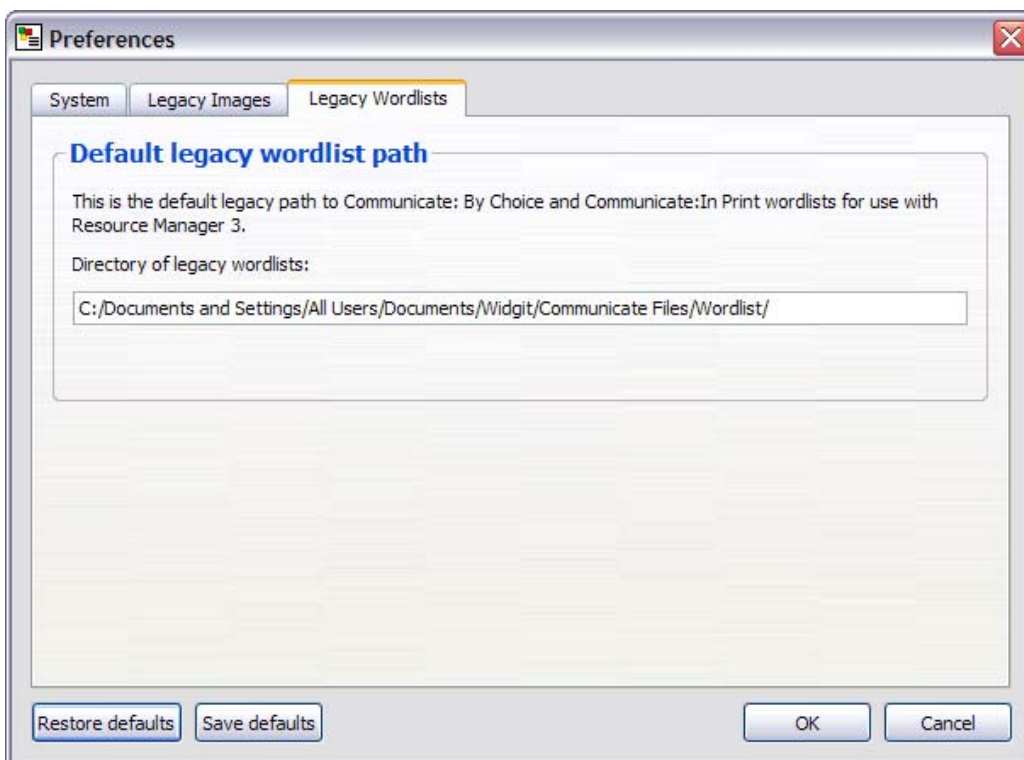 Preferences
System
Legacy Images
Legacy Wordlists
Default legacy wordlist path
This is the default legacy path to Communicate: By Choice and Communicate:In Print wordlists for use with
Resource Manager 3.
Directory of legacy wordlists:
C:/Documents and Settings/All Users/Documents/Widgit/Communicate Files/Wordlist/
Restore defaults
Save defaults
OK
Cancel